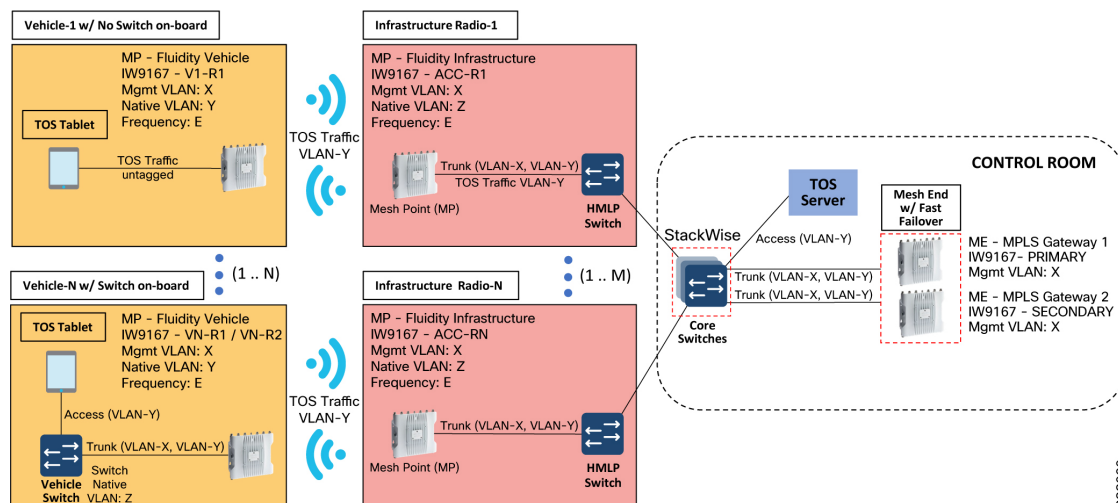 Vehicle-1 w/ No Switch on-board
MP - Fluidity Vehicle
IW9167 - V1-R1
Mgmt VLAN: X
Native VLAN: Y
Frequency: E
TOS Tablet
TOS Traffic
untagged
TOS Traffic
VLAN-Y
Infrastructure Radio-1
MP - Fluidity Infrastructure
IW9167 - ACC-R1
Mgmt VLAN: X
Native VLAN: Z
Frequency: E
Trunk (VLAN-X, VLAN-Y)
TOS Traffic VLAN-Y
Mesh Point (MP)
HMLP
Switch
(1 .. N)
(1 .. M)
Vehicle-N w/ Switch on-board
TOS Tablet
MP - Fluidity Vehicle
IW9167 - VN-R1 / VN-R2
Mgmt VLAN: X
Native VLAN: Y
Frequency: E
Access (VLAN-Y)
Trunk (VLAN-X, VLAN-Y)
Vehicle
Switch
Switch
Native
VLAN: Z
TOS Traffic
VLAN-Y
Infrastructure Radio-N
MP - Fluidity Infrastructure
IW9167 - ACC-RN
Mgmt VLAN: X
Native VLAN: Z
Frequency: E
Trunk (VLAN-X, VLAN-Y)
Mesh Point (MP)
HMLP
Switch
CONTROL ROOM
TOS
Server
Mesh End
w/ Fast
Failover
StackWise
Access (VLAN-Y)
Trunk (VLAN-X, VLAN-Y)
Trunk (VLAN-X, VLAN-Y)
Core
Switches
ME - MPLS Gateway 1
IW9167- PRIMARY
Mgmt VLAN: X
ME - MPLS Gateway 2
IW9167 - SECONDARY
Mgmt VLAN: X